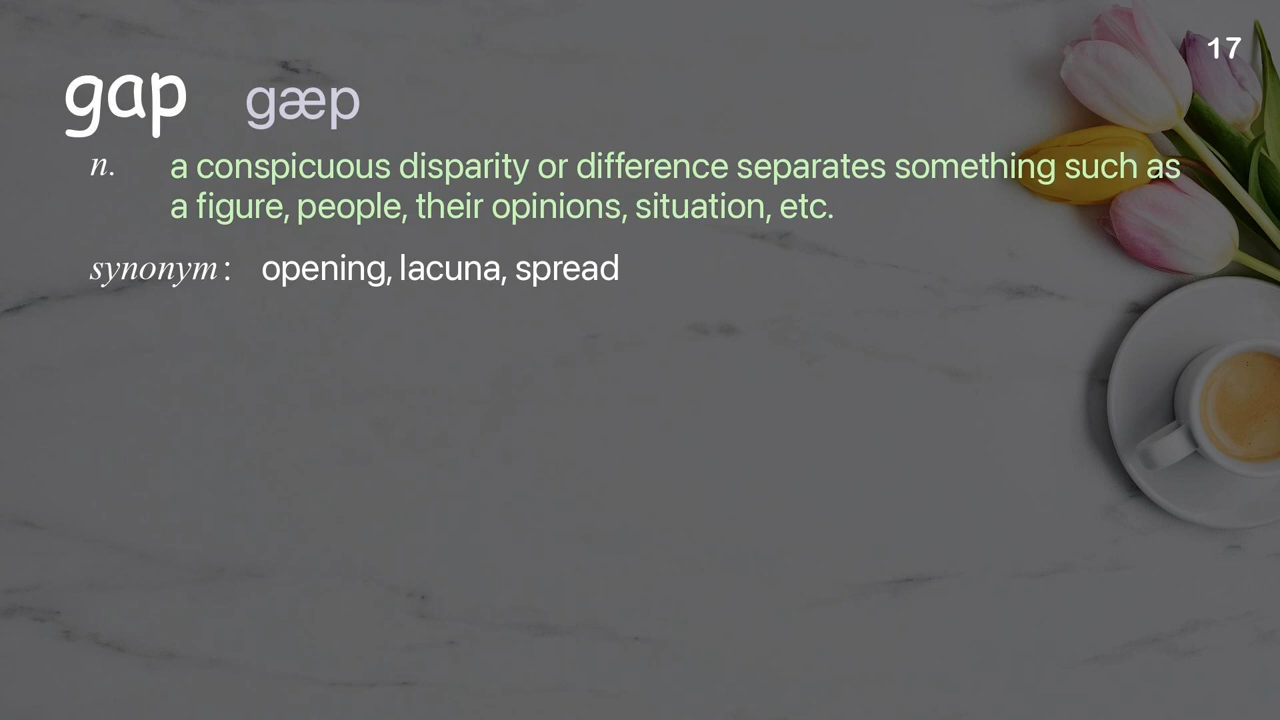 17
gap gæp
n. a conspicuous disparity or difference separates something such as
a figure, people, their opinions, situation, etc.
synonym: opening, lacuna, spread